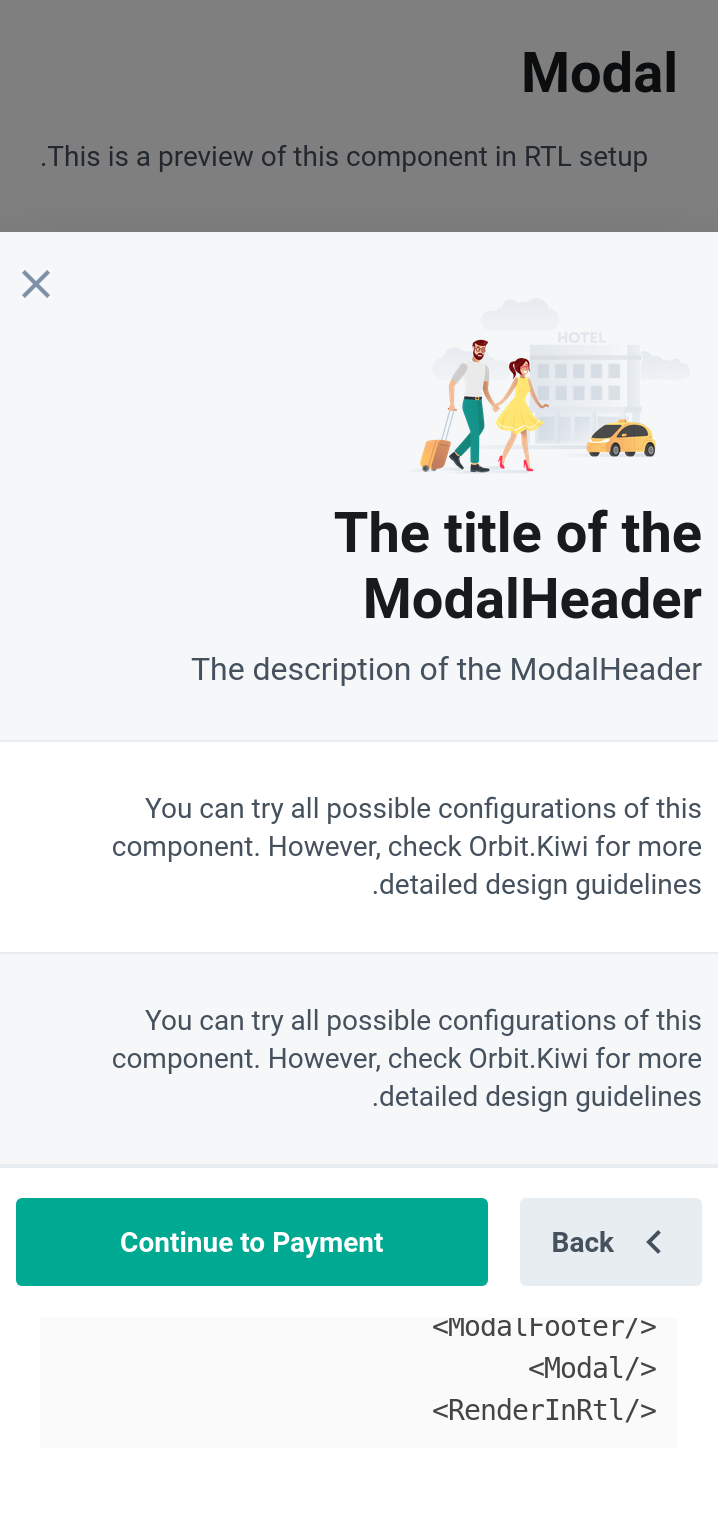 Modal
.This is a preview of this component in RTL setup
HOTEL
The title of the
ModalHeader
The description of the ModalHeader
You can try all possible configurations of this
component. However, check Orbit.Kiwi for more
.detailed design guidelines
You can try all possible configurations of this
component. However, check Orbit.Kiwi for more
.detailed design guidelines
Continue to Payment
Back
<ModalFooter/>
<Modal/>
<RenderInRtl/>